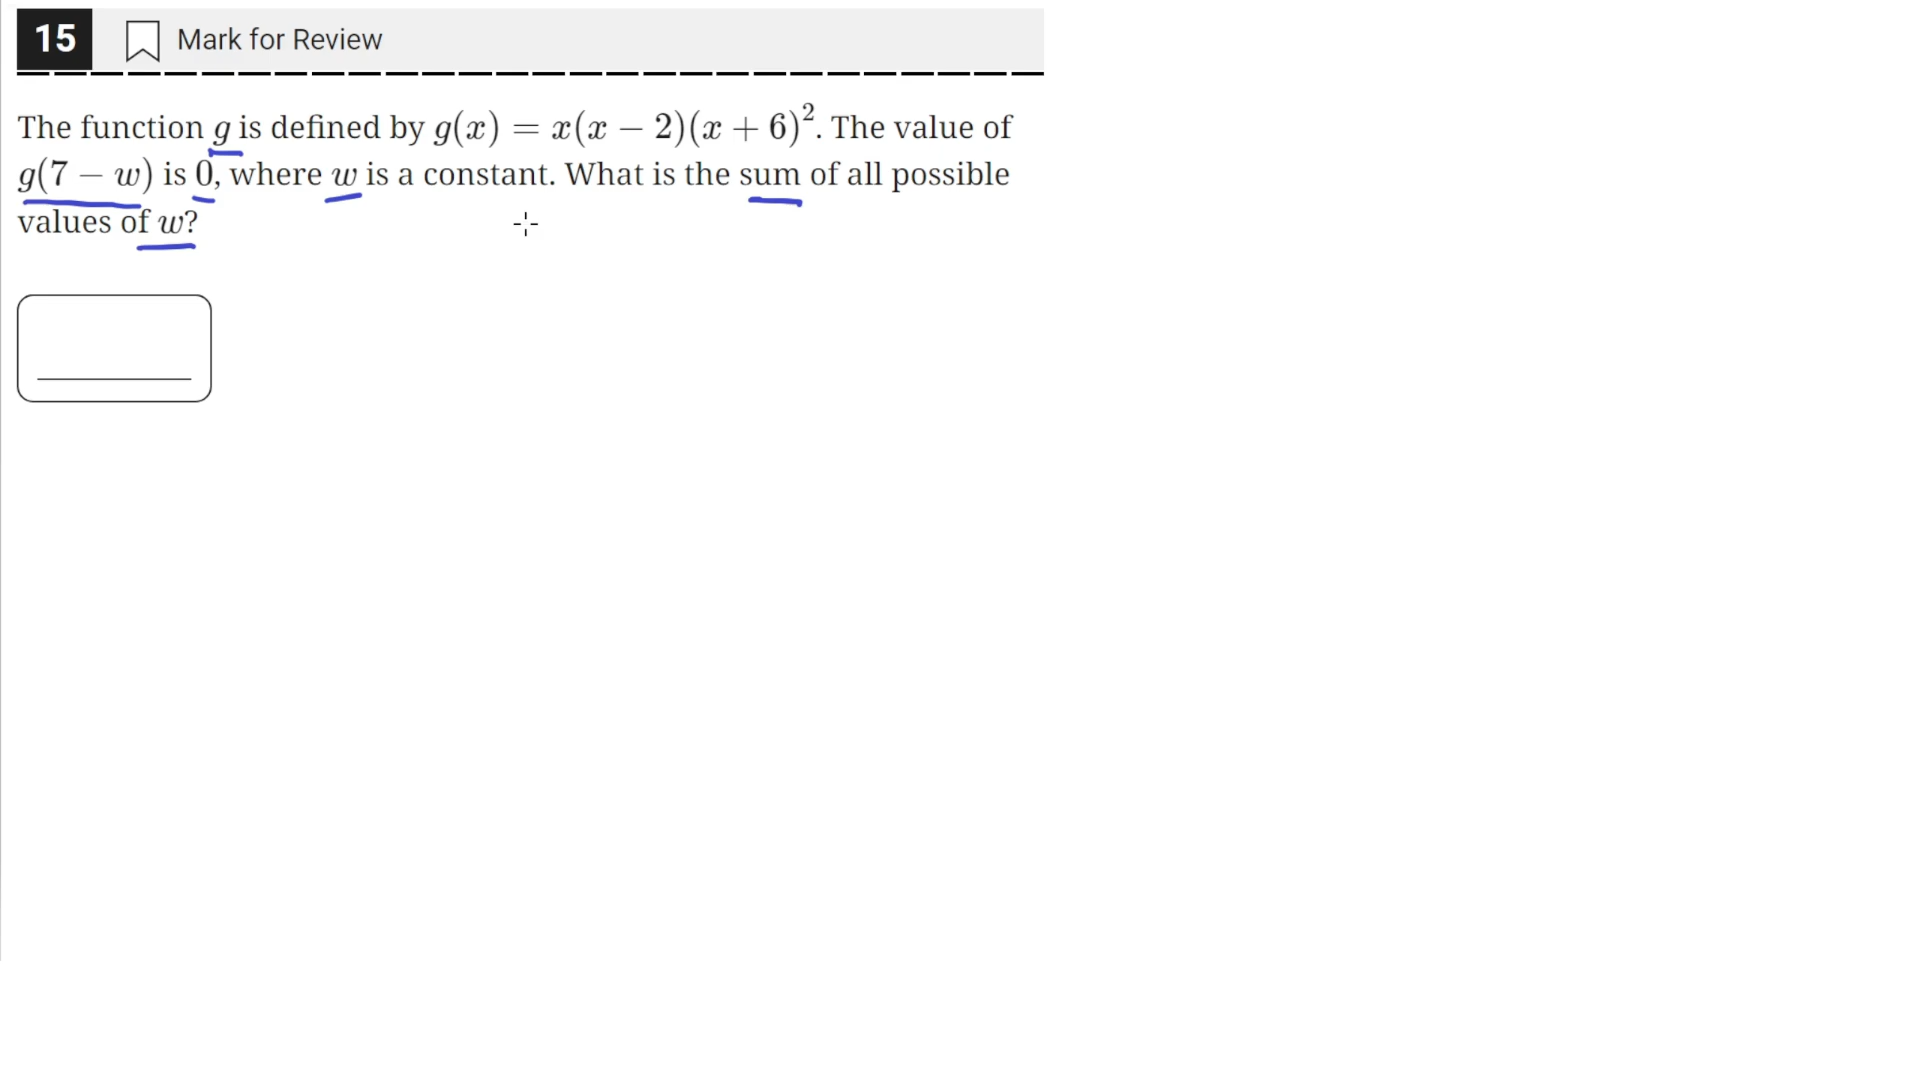 15 Mark for Review
The function g is defined by g(x) = x(x − 2)(x + 6)². The value of
g(7 − w) is 0, where w is a constant. What is the sum of all possible
values of w?